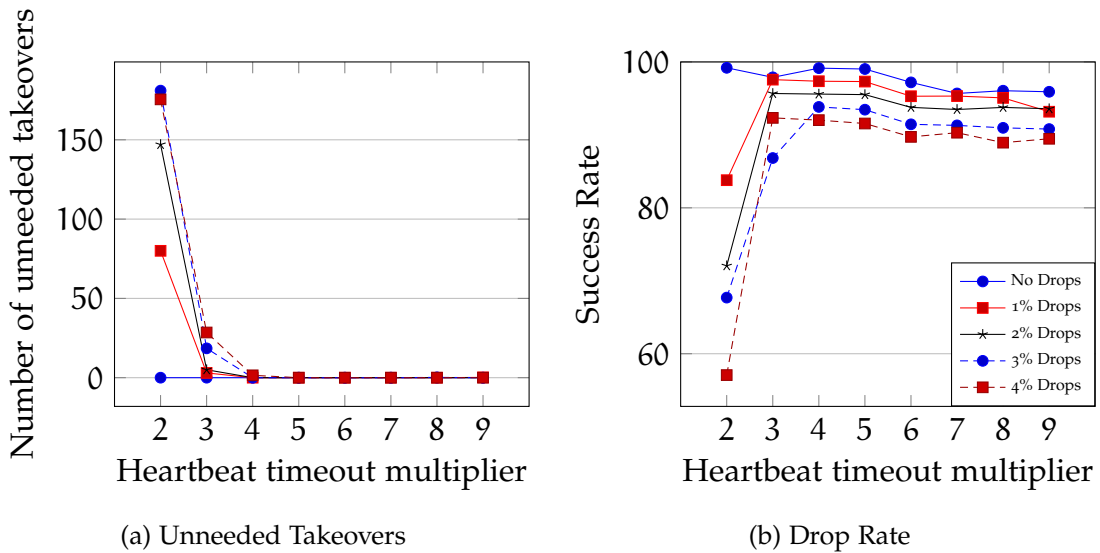 Number of unneeded takeovers
150
100
50
0
2 3 4 5 6 7 8 9
Heartbeat timeout multiplier
(a) Unneeded Takeovers
Success Rate
100
80
60
No Drops
1% Drops
2% Drops
3% Drops
4% Drops
2 3 4 5 6 7 8 9
Heartbeat timeout multiplier
(b) Drop Rate